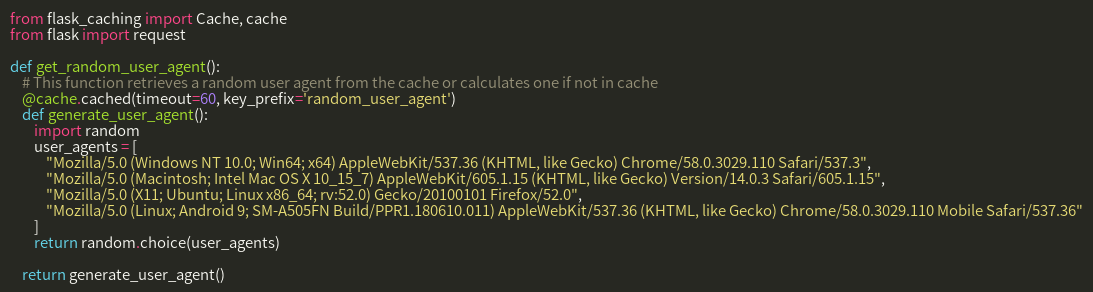 from flask_caching import Cache, cache
from flask import request

def get_random_user_agent():
    # This function retrieves a random user agent from the cache or calculates one if not in cache
    @cache.cached(timeout=60, key_prefix='random_user_agent')
    def generate_user_agent():
        import random
        user_agents = [
            "Mozilla/5.0 (Windows NT 10.0; Win64; x64) AppleWebKit/537.36 (KHTML, like Gecko) Chrome/58.0.3029.110 Safari/537.3",
            "Mozilla/5.0 (Macintosh; Intel Mac OS X 10_15_7) AppleWebKit/605.1.15 (KHTML, like Gecko) Version/14.0.3 Safari/605.1.15",
            "Mozilla/5.0 (X11; Ubuntu; Linux x86_64; rv:52.0) Gecko/20100101 Firefox/52.0",
            "Mozilla/5.0 (Linux; Android 9; SM-A505FN Build/PPR1.180610.011) AppleWebKit/537.36 (KHTML, like Gecko) Chrome/58.0.3029.110 Mobile Safari/537.36"
        ]
        return random.choice(user_agents)

    return generate_user_agent()